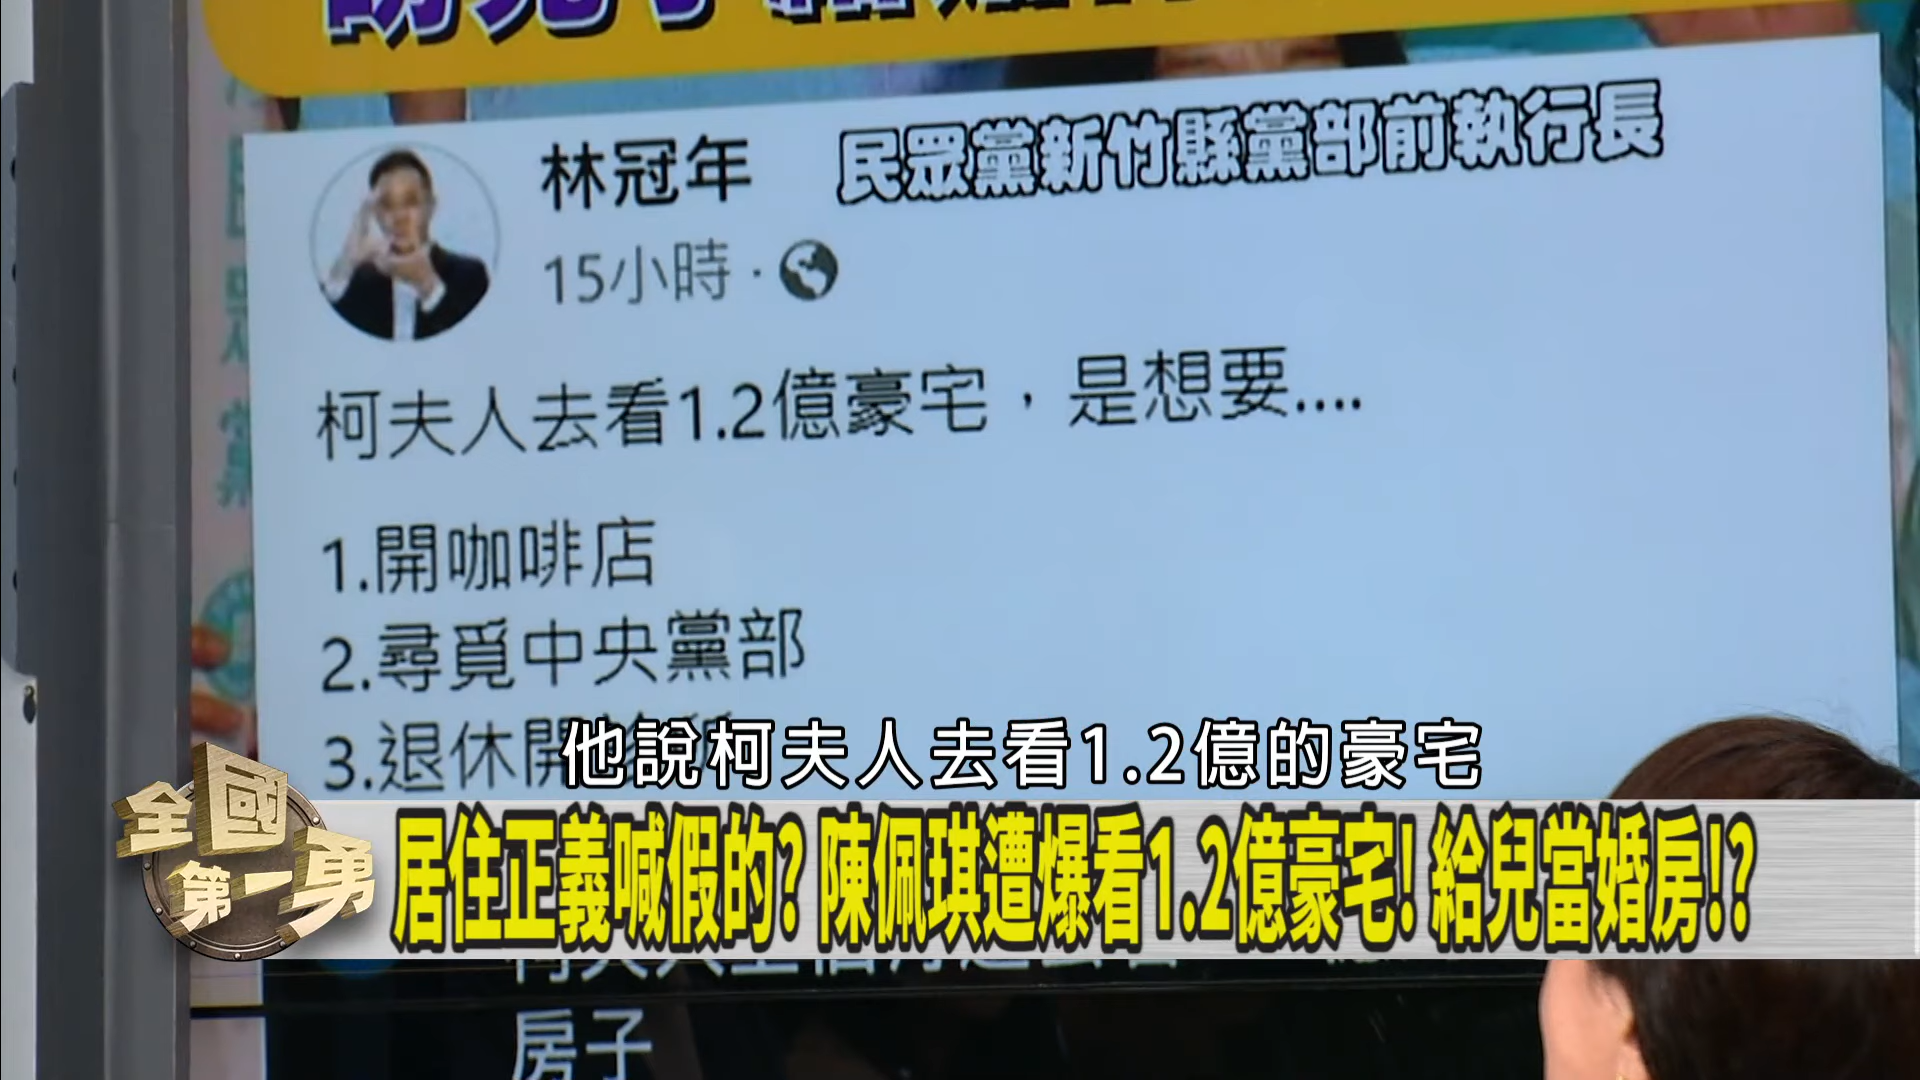 林冠年 民眾黨新竹縣黨部前執行長
15小時
柯夫人去看1.2億豪宅，是想要....
1.開咖啡店
2.尋覓中央黨部
3.退休開
他說柯夫人去看1.2億的豪宅
全國第一勇
居住正義喊假的? 陳佩琪遭爆看1.2億豪宅! 給兒當婚房!?
房子